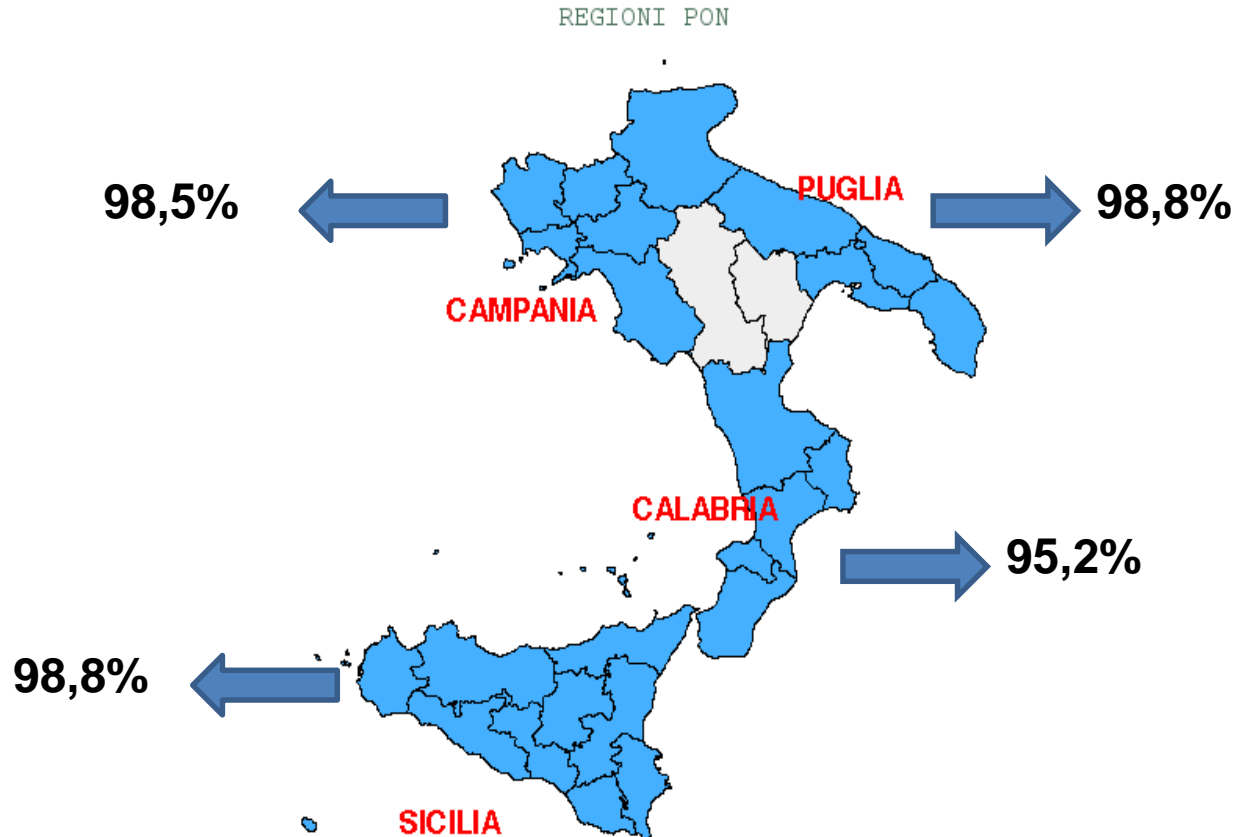 REGIONI PON
98,5%
PUGLIA
98,8%
CAMPANIA
CALABRIA
95,2%
98,8%
SICILIA